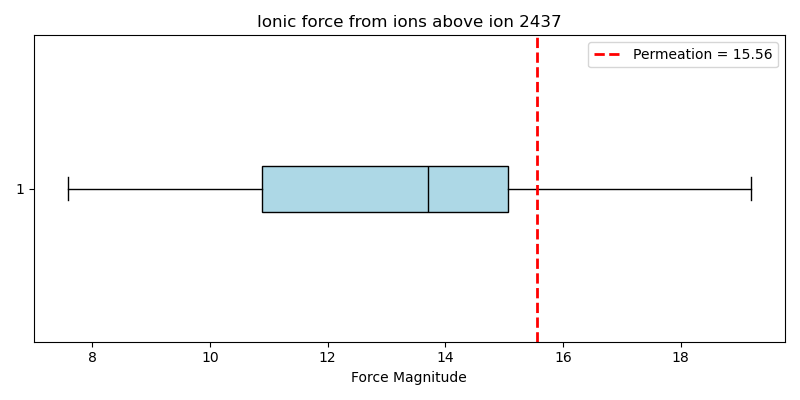 Ionic force from ions above ion 2437
Permeation = 15.56
1
8 10 12 14 16 18
Force Magnitude